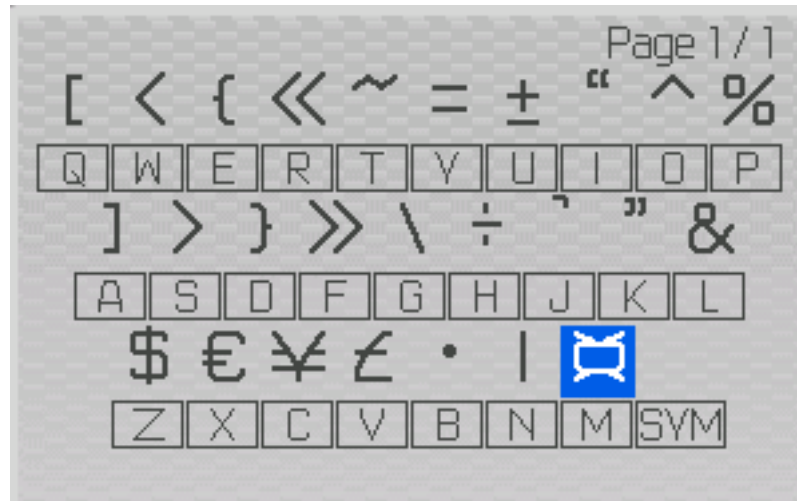 Page 1 / 1
[ < { « ~ = ± “ ^ %
Q W E R T Y U I O P
] > } » \ ÷ ` ” &
A S D F G H J K L
$ € ¥ £ • | ¤
Z X C V B N M SYM